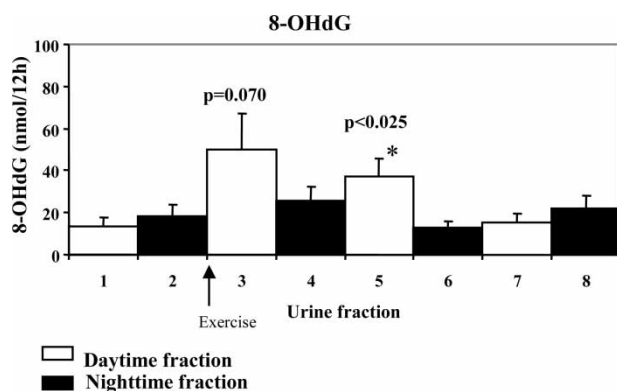 8-OHdG
8-OHdG (nmol/12h)
100
80
60
40
20
0
p=0.070
p<0.025
*
1 2 3 4 5 6 7 8
Exercise
Urine fraction
Daytime fraction
Nighttime fraction